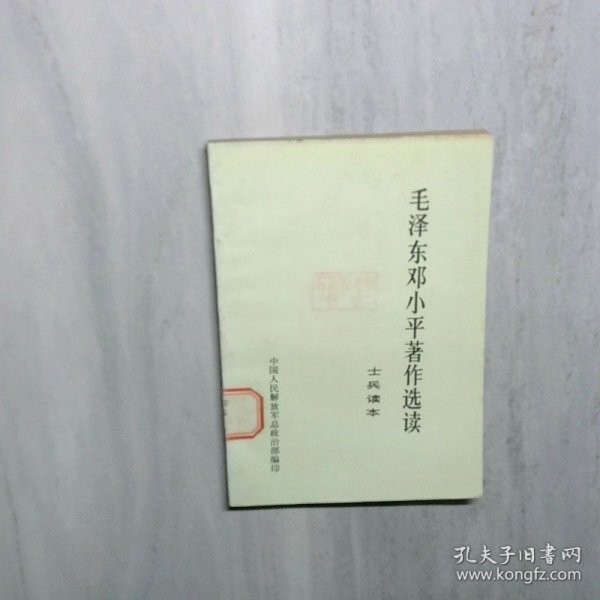 毛泽东邓小平著作选读
士兵读本
中国人民解放军总政治部编印
孔夫子旧书网
www.kongfz.com